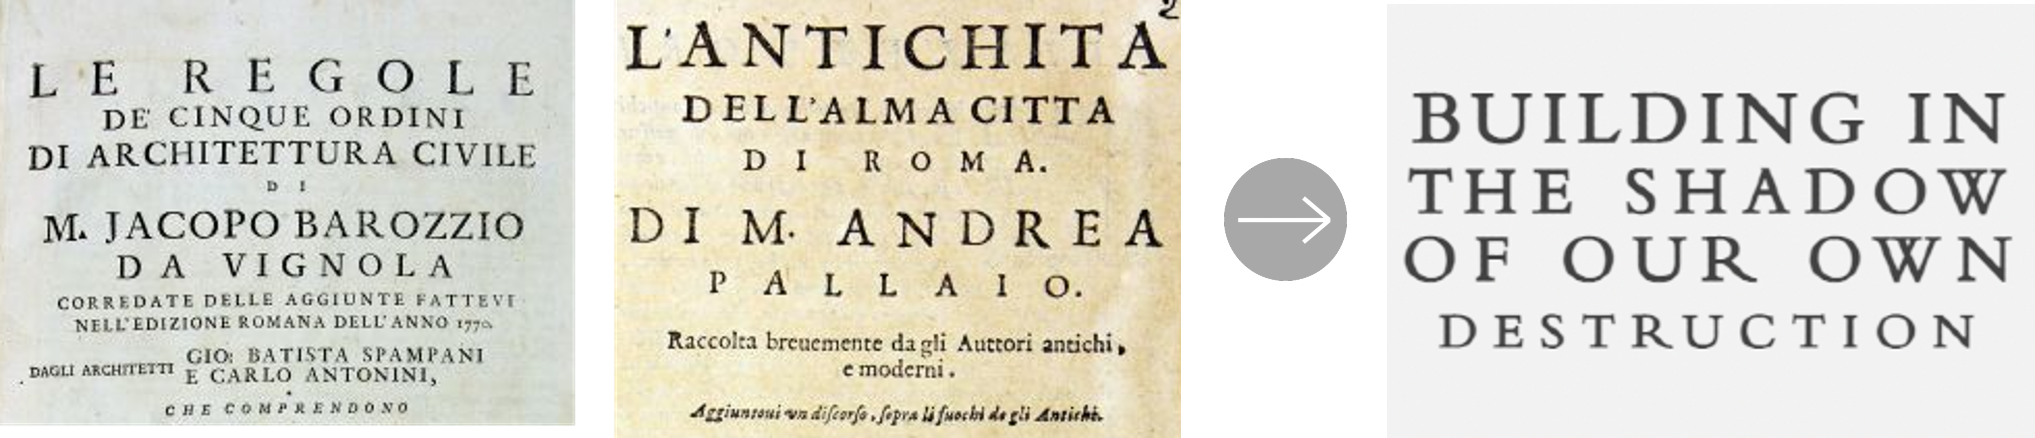 LE REGOLE
DE' CINQUE ORDINI
DI ARCHITETTURA CIVILE
DI
M. JACOPO BAROZZIO
DA VIGNOLA
CORREDATE DELLE AGGIUNTE FATTEVI
NELL'EDIZIONE ROMANA DELL'ANNO 1770.
DAGLI ARCHITETTI GIO: BATISTA SPAMPANI
E CARLO ANTONINI,
CHE COMPRENDONO
2
L'ANTICHITA
DELL'ALMA CITTA
DI ROMA.
DI M. ANDREA
PALLAIO.
Raccolta breuemente da gli Auttori antichi,
e moderni.
Aggiuntoui vn discorso, sopra li fuochi de gli Antichi.
BUILDING IN
THE SHADOW
OF OUR OWN
DESTRUCTION